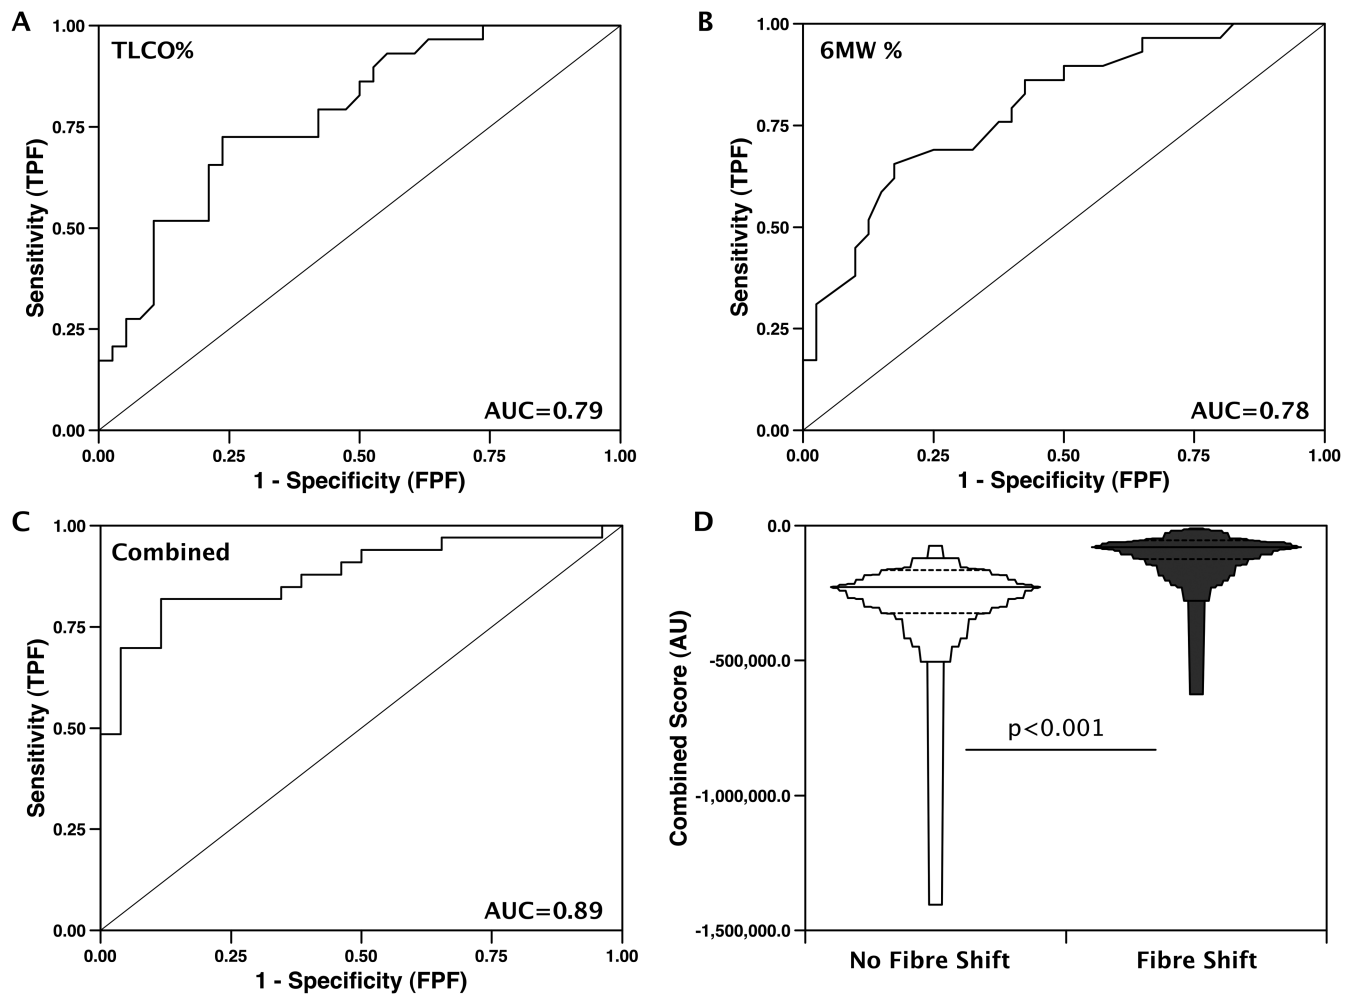 A
TLCO%
1.00
0.75
0.50
0.25
0.00
Sensitivity (TPF)
AUC=0.79
0.00 0.25 0.50 0.75 1.00
1 - Specificity (FPF)
B
6MW %
1.00
0.75
0.50
0.25
0.00
Sensitivity (TPF)
AUC=0.78
0.00 0.25 0.50 0.75 1.00
1 - Specificity (FPF)
C
Combined
1.00
0.75
0.50
0.25
0.00
Sensitivity (TPF)
AUC=0.89
0.00 0.25 0.50 0.75 1.00
1 - Specificity (FPF)
D
0.0
-500,000.0
-1,000,000.0
-1,500,000.0
Combined Score (AU)
p<0.001
No Fibre Shift Fibre Shift